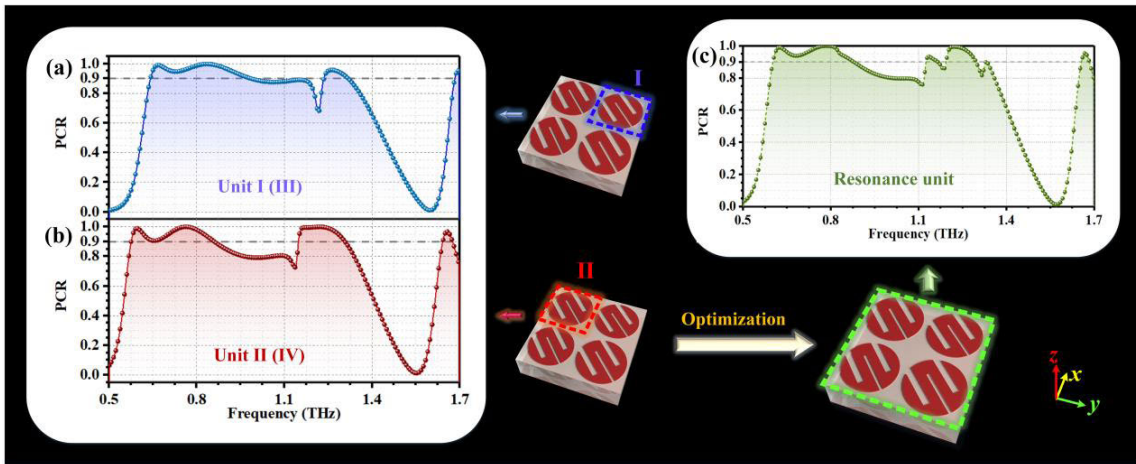 (a)
1.0
0.9
0.8
0.6
0.4
0.2
0.0
PCR
Unit I (III)
(b)
1.0
0.9
0.8
0.6
0.4
0.2
0.0
PCR
Unit II (IV)
0.5 0.8 1.1 1.4 1.7
Frequency (THz)
I
II
Optimization
(c)
1.0
0.9
0.8
0.6
0.4
0.2
0.0
PCR
Resonance unit
0.5 0.8 1.1 1.4 1.7
Frequency (THz)
z
x
y